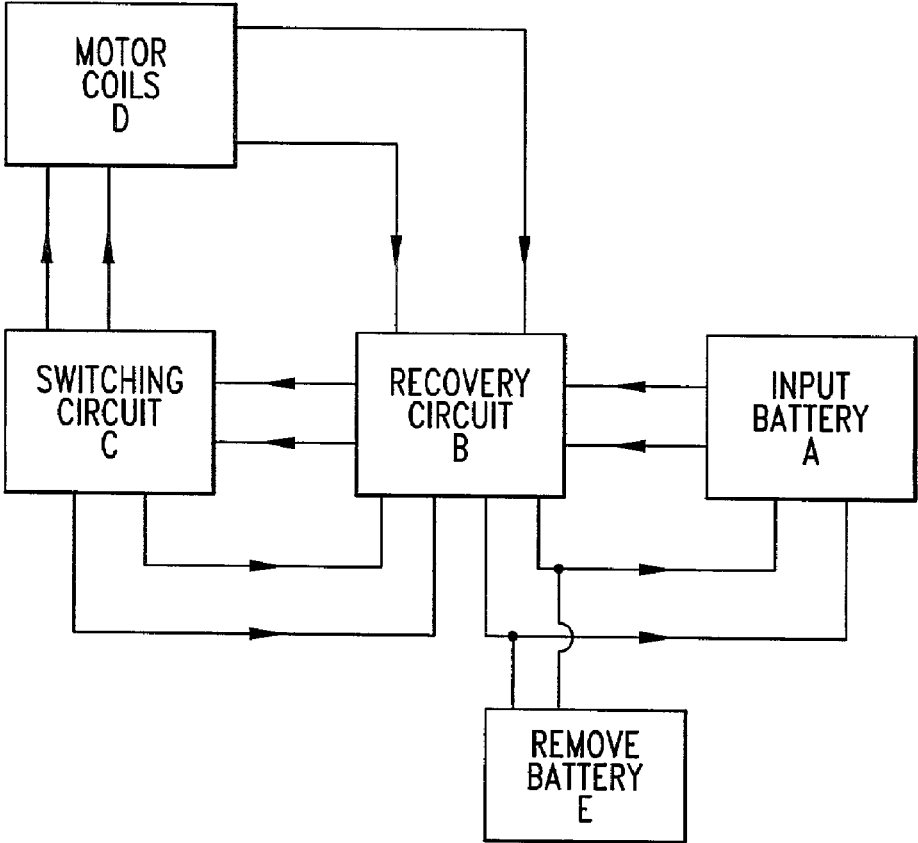 MOTOR
COILS
D
SWITCHING
CIRCUIT
C
RECOVERY
CIRCUIT
B
INPUT
BATTERY
A
REMOVE
BATTERY
E